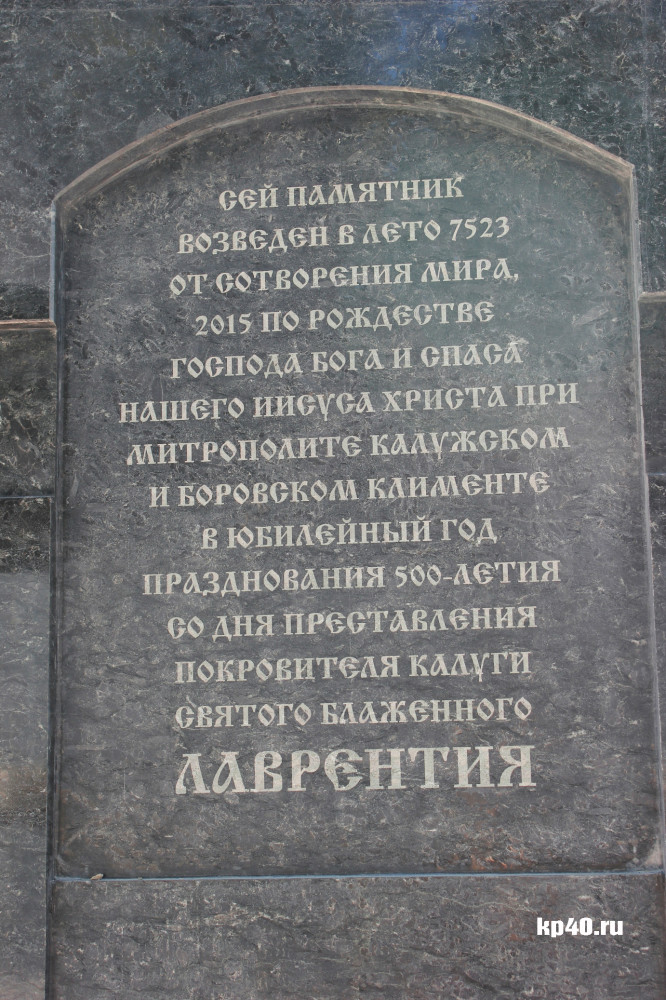 СЕЙ ПАМЯТНИК
ВОЗВЕДЕН В ЛЕТО 7523
ОТ СОТВОРЕНИЯ МИРА,
2015 ПО РОЖДЕСТВЕ
ГОСПОДА БОГА И СПАСА
НАШЕГО ИИСУСА ХРИСТА ПРИ
МИТРОПОЛИТЕ КАЛУЖСКОМ
И БОРОВСКОМ КЛИМЕНТЕ
В ЮБИЛЕЙНЫЙ ГОД
ПРАЗДНОВАНИЯ 500-ЛЕТИЯ
СО ДНЯ ПРЕСТАВЛЕНИЯ
ПОКРОВИТЕЛЯ КАЛУГИ
СВЯТОГО БЛАЖЕННОГО
ЛАВРЕНТИЯ
kp40.ru